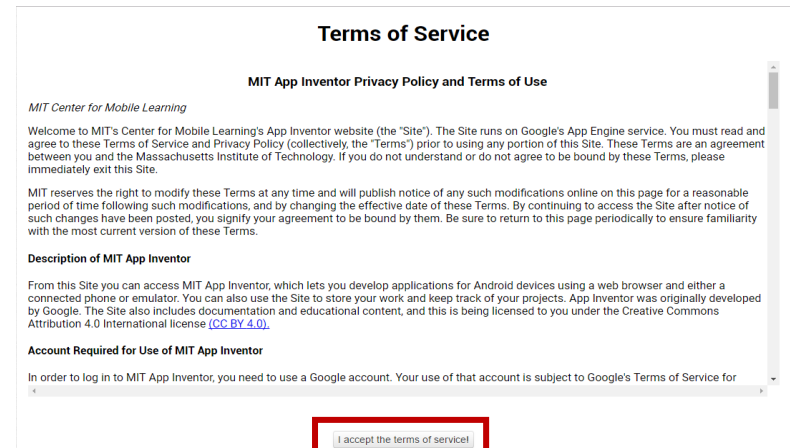 Terms of Service
MIT App Inventor Privacy Policy and Terms of Use
MIT Center for Mobile Learning
Welcome to MIT's Center for Mobile Learning's App Inventor website (the "Site"). The Site runs on Google's App Engine service. You must read and
agree to these Terms of Service and Privacy Policy (collectively, the "Terms") prior to using any portion of this Site. These Terms are an agreement
between you and the Massachusetts Institute of Technology. If you do not understand or do not agree to be bound by these Terms, please
immediately exit this Site.
MIT reserves the right to modify these Terms at any time and will publish notice of any such modifications online on this page for a reasonable
period of time following such modifications, and by changing the effective date of these Terms. By continuing to access the Site after notice of
such changes have been posted, you signify your agreement to be bound by them. Be sure to return to this page periodically to ensure familiarity
with the most current version of these Terms.
Description of MIT App Inventor
From this Site you can access MIT App Inventor, which lets you develop applications for Android devices using a web browser and either a
connected phone or emulator. You can also use the Site to store your work and keep track of your projects. App Inventor was originally developed
by Google. The Site also includes documentation and educational content, and this is being licensed to you under the Creative Commons
Attribution 4.0 International license (CC BY 4.0).
Account Required for Use of MIT App Inventor
In order to log in to MIT App Inventor, you need to use a Google account. Your use of that account is subject to Google's Terms of Service for
I accept the terms of service!